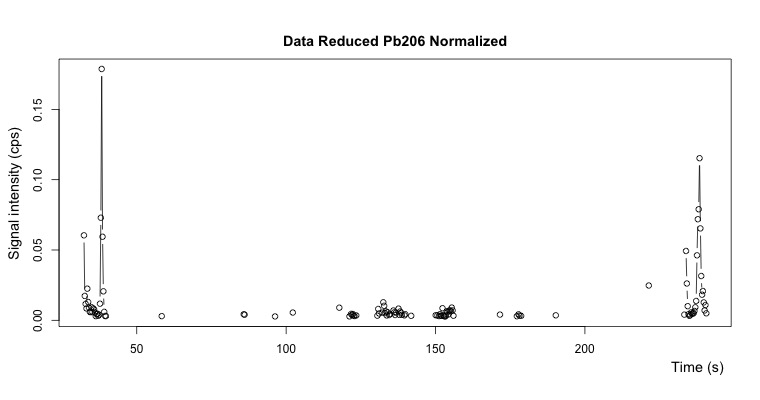 Data Reduced Pb206 Normalized
Signal intensity (cps)
0.15
0.10
0.05
0.00
50 100 150 200
Time (s)